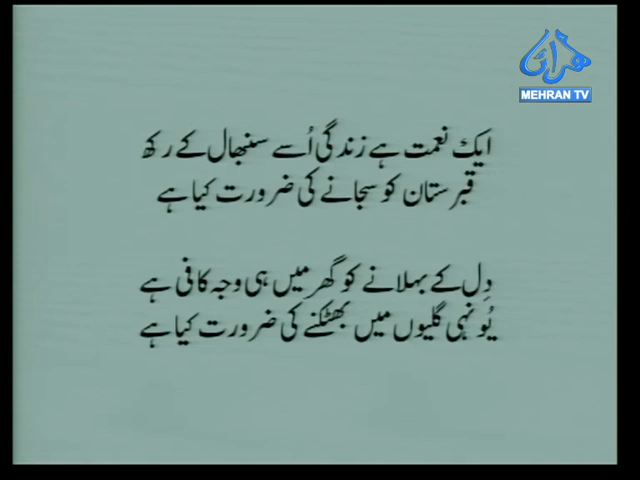 مهراڻ
MEHRAN TV
ایک نعمت ہے زندگی اُسے سنبھال کے رکھ
قبرستان کو سجانے کی ضرورت کیا ہے
دِل کے بہلانے کو گھر میں ہی وجہ کافی ہے
یُونہی گلیوں میں بھٹکنے کی ضرورت کیا ہے